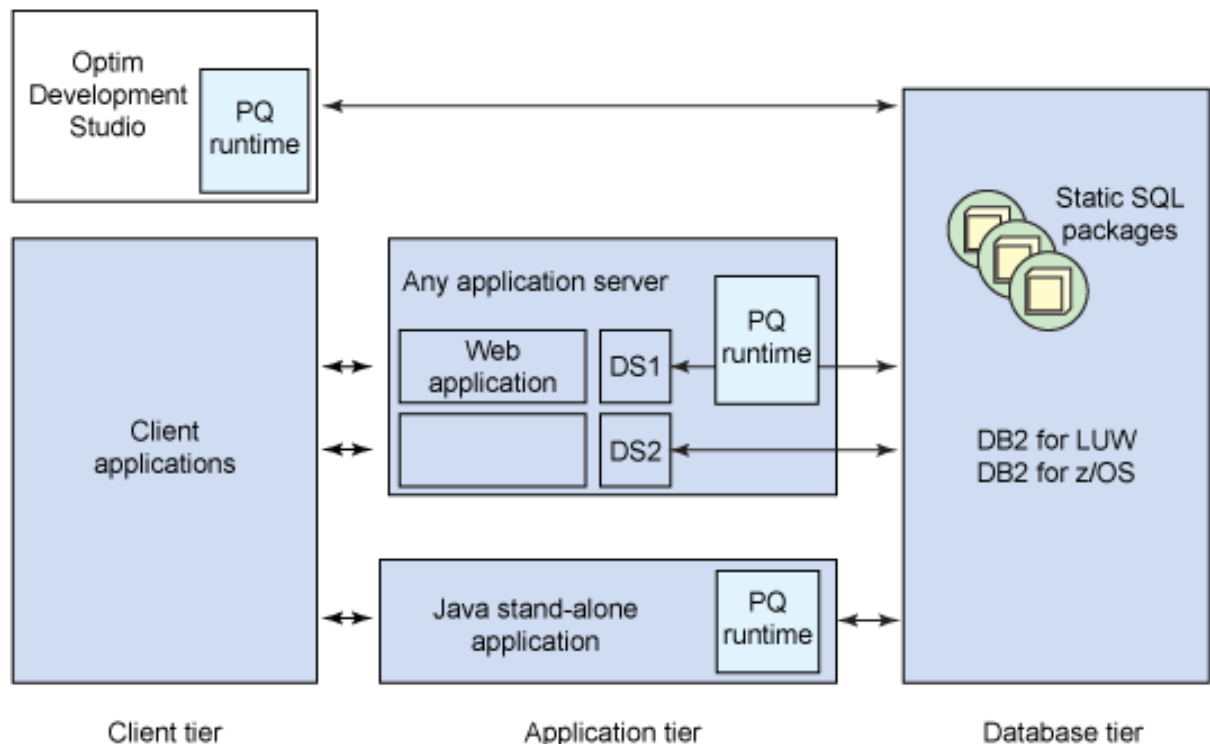 Optim
Development
Studio
PQ
runtime
Static SQL
packages
Any application server
PQ
runtime
Web
application
DS1
Client
applications
DS2
DB2 for LUW
DB2 for z/OS
Java stand-alone
application
PQ
runtime
Client tier
Application tier
Database tier